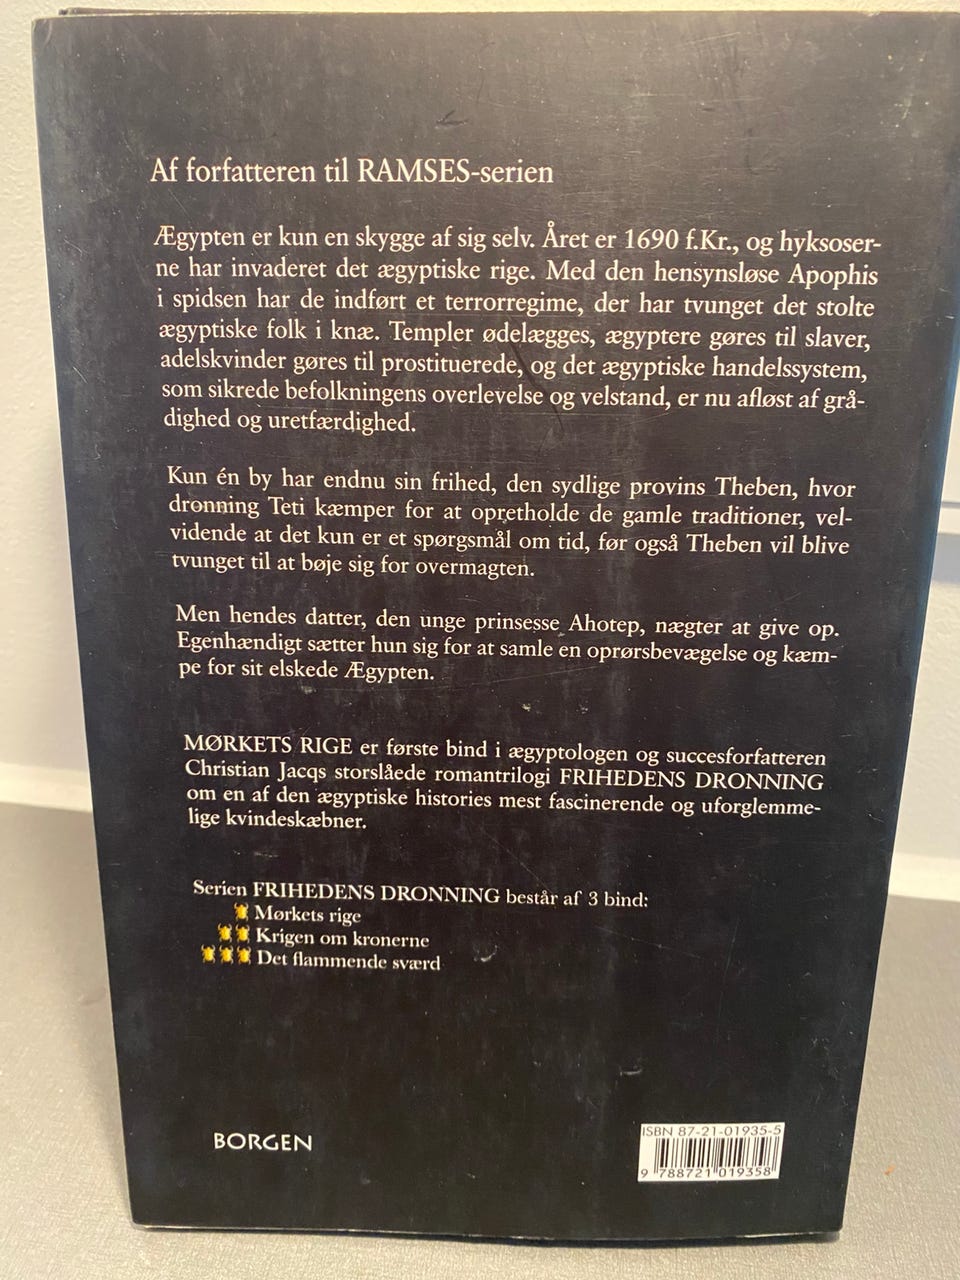 Af forfatteren til RAMSES-serien
Ægypten er kun en skygge af sig selv. Året er 1690 f.Kr., og hyksoser-
ne har invaderet det ægyptiske rige. Med den hensynsløse Apophis
i spidsen har de indført et terrorregime, der har tvunget det stolte
ægyptiske folk i knæ. Templer ødelægges, ægyptere gøres til slaver,
adelskvinder gøres til prostituerede, og det ægyptiske handelssystem,
som sikrede befolkningens overlevelse og velstand, er nu afløst af grå-
dighed og uretfærdighed.
Kun én by har endnu sin frihed, den sydlige provins Theben, hvor
dronning Teti kæmper for at opretholde de gamle traditioner, vel-
vidende at det kun er et spørgsmål om tid, før også Theben vil blive
tvunget til at bøje sig for overmagten.
Men hendes datter, den unge prinsesse Ahotep, nægter at give op.
Egenhændigt sætter hun sig for at samle en oprørsbevægelse og kæm-
pe for sit elskede Ægypten.
MØRKETS RIGE er første bind i ægyptologen og succesforfatteren
Christian Jacqs storslåede romantrilogi FRIHEDENS DRONNING
om en af den ægyptiske histories mest fascinerende og uforglemme-
lige kvindeskæbner.
Serien FRIHEDENS DRONNING består af 3 bind:
Mørkets rige
Krigen om kronerne
Det flammende sværd
BORGEN
ISBN 87-21-01935-5
9 788721 019358